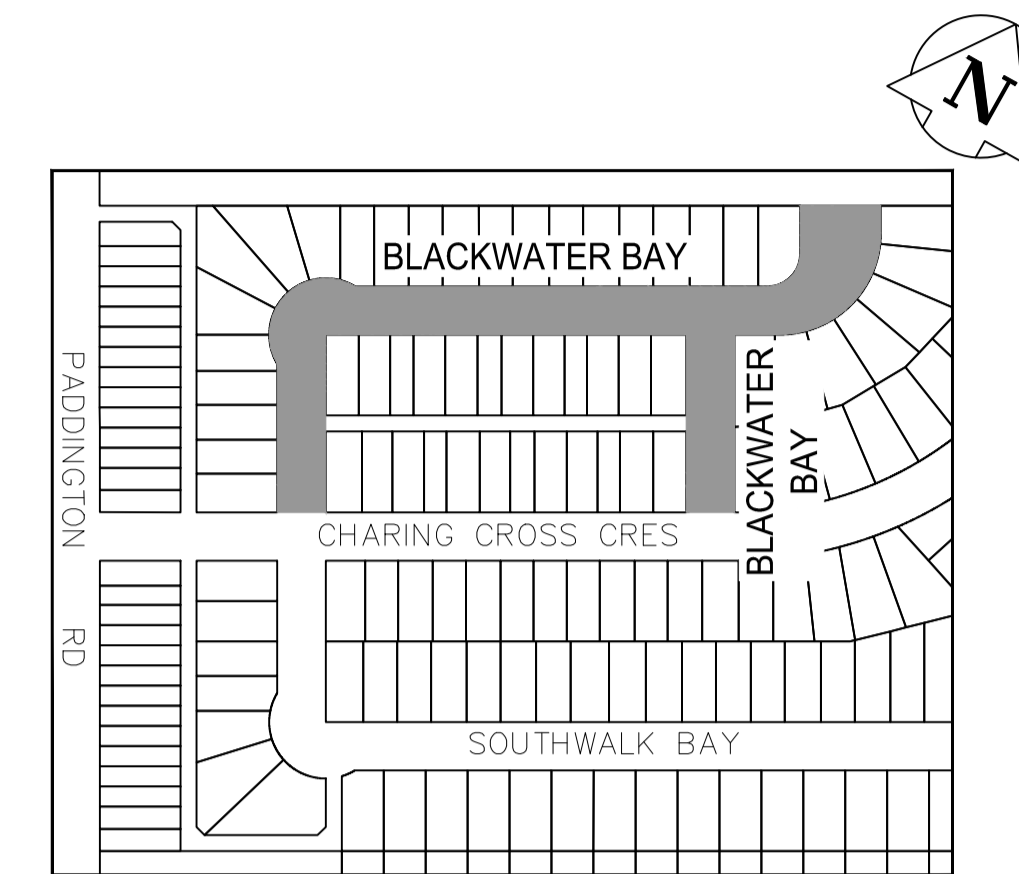 N
BLACKWATER BAY
PADDINGTON RD
BLACKWATER
BAY
CHARING CROSS CRES
SOUTHWALK BAY